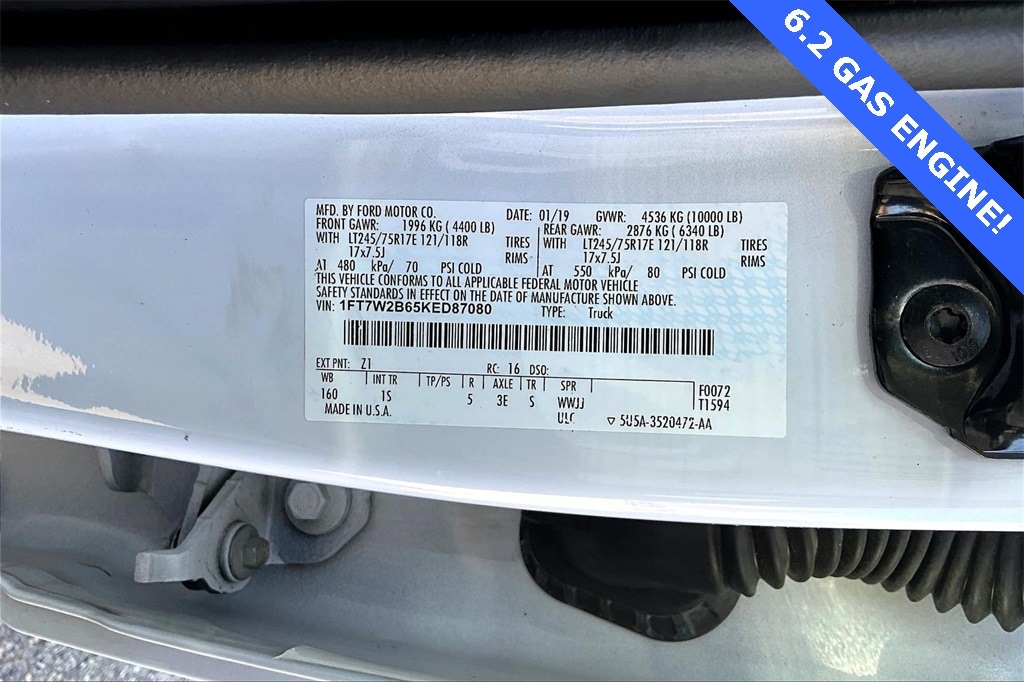 6.2 GAS ENGINE!
MFD. BY FORD MOTOR CO. DATE: 01/19 GVWR: 4536 KG (10000 LB)
FRONT GAWR: 1996 KG ( 4400 LB) REAR GAWR: 2876 KG ( 6340 LB)
WITH LT245/75R17E 121/118R TIRES WITH LT245/75R17E 121/118R TIRES
17x7.5J RIMS 17x7.5J RIMS
AT 480 kPa/ 70 PSI COLD AT 550 kPa/ 80 PSI COLD
THIS VEHICLE CONFORMS TO ALL APPLICABLE FEDERAL MOTOR VEHICLE
SAFETY STANDARDS IN EFFECT ON THE DATE OF MANUFACTURE SHOWN ABOVE.
VIN: 1FT7W2B65KED87080 TYPE: Truck
EXT PNT: Z1 RC: 16 DSO:
WB INT TR TP/PS R AXLE TR SPR F0072
160 1S 5 3E S WWJJ T1594
MADE IN U.S.A. ULC ▽ 5U5A-3520472-AA
10.9